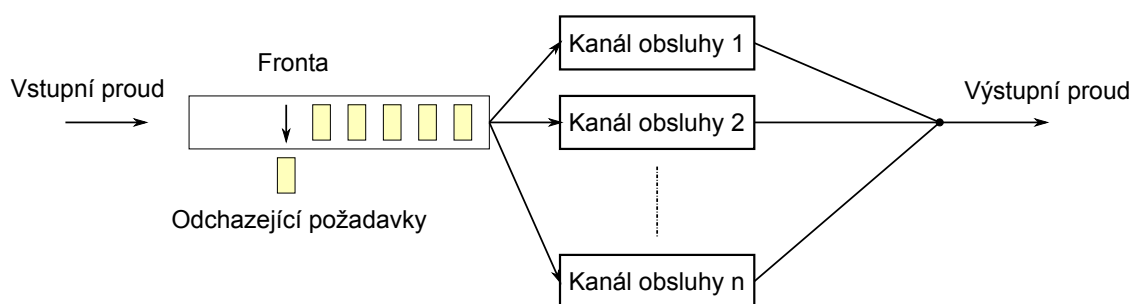 Vstupní proud
Fronta
Odchazející požadavky
Kanál obsluhy 1
Kanál obsluhy 2
Kanál obsluhy n
Výstupní proud